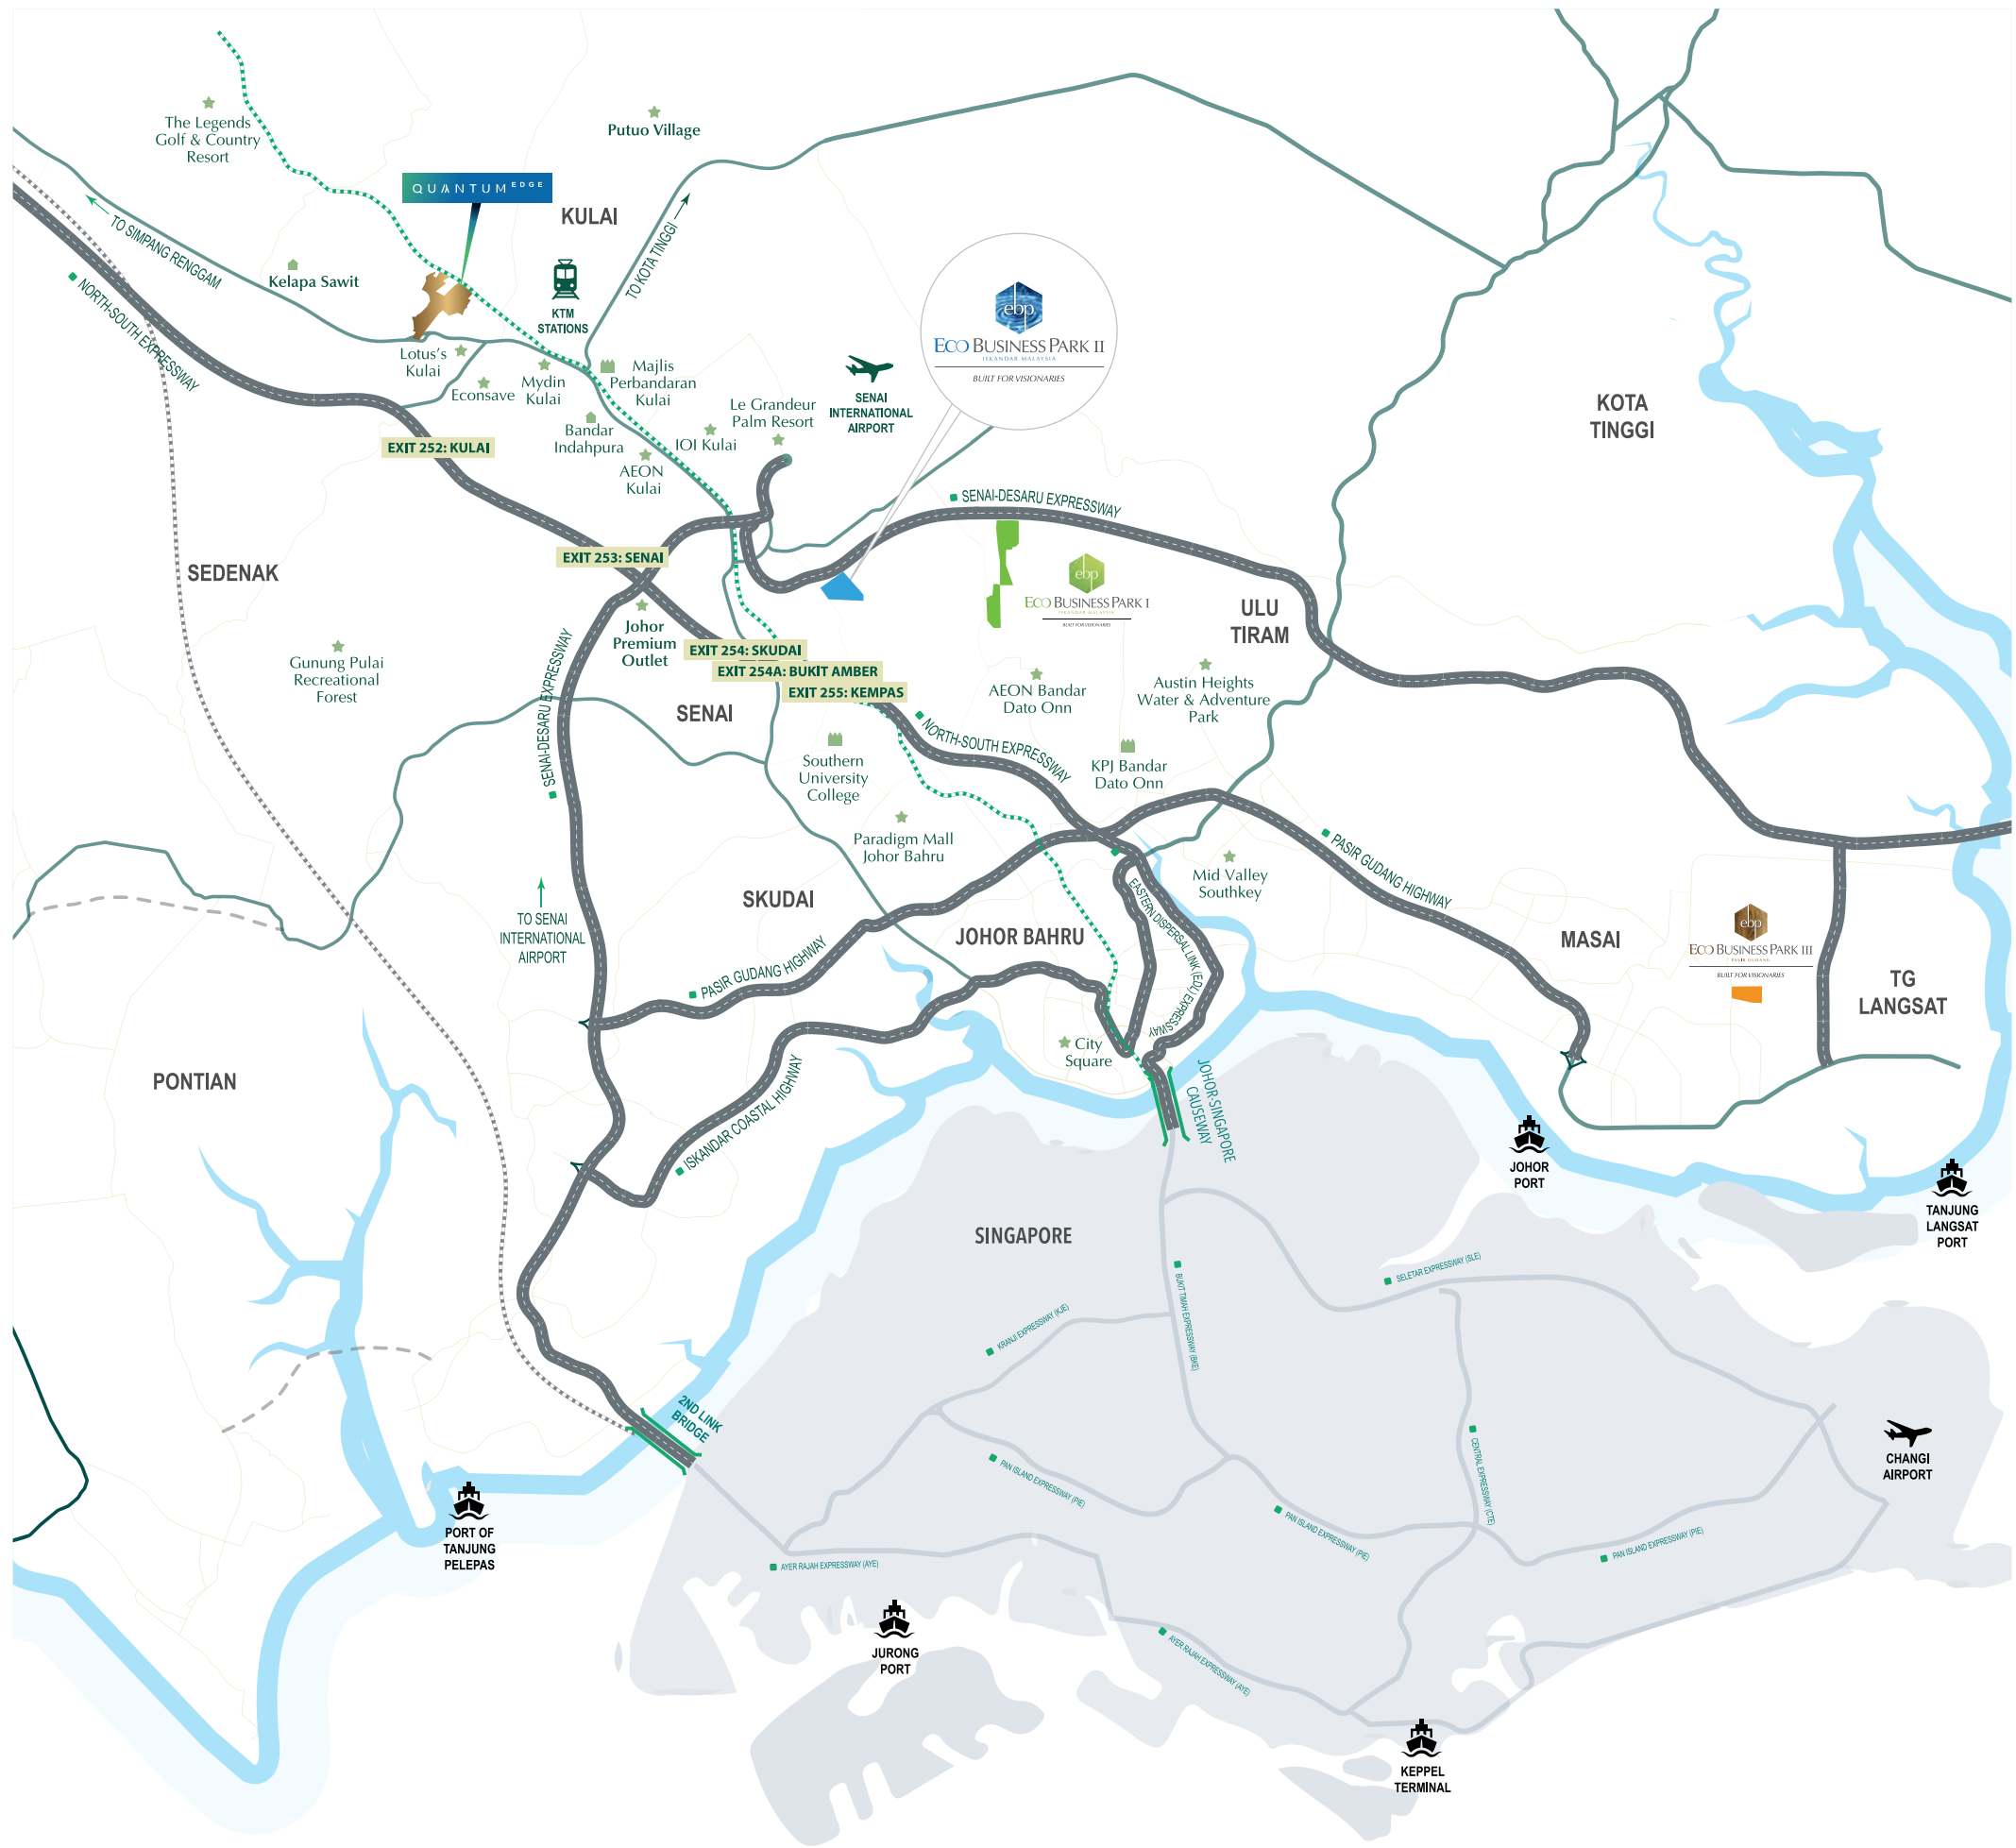 The Legends
Golf & Country
Resort
Putuo Village
QUANTUM EDGE
KULAI
TO SIMPANG RENGGAM
TO KOTA TINGGI
Kelapa Sawit
NORTH-SOUTH EXPRESSWAY
KTM
STATIONS
ebp
ECO BUSINESS PARK II
ISKANDAR MALAYSIA
BUILT FOR VISIONARIES
Lotus's
Kulai
Econsave
Mydin
Kulai
Majlis
Perbandaran
Kulai
SENAI
INTERNATIONAL
AIRPORT
Le Grandeur
Palm Resort
KOTA
TINGGI
EXIT 252: KULAI
Bandar
Indahpura
IOI Kulai
AEON
Kulai
SENAI-DESARU EXPRESSWAY
EXIT 253: SENAI
SEDENAK
ebp
ECO BUSINESS PARK I
ISKANDAR MALAYSIA
BUILT FOR VISIONARIES
ULU
TIRAM
Johor
Premium
Outlet
EXIT 254: SKUDAI
EXIT 254A: BUKIT AMBER
EXIT 255: KEMPAS
Gunung Pulai
Recreational
Forest
SENAI-DESARU EXPRESSWAY
AEON Bandar
Dato Onn
Austin Heights
Water & Adventure
Park
SENAI
NORTH-SOUTH EXPRESSWAY
Southern
University
College
KPJ Bandar
Dato Onn
Paradigm Mall
Johor Bahru
PASIR GUDANG HIGHWAY
Mid Valley
Southkey
EASTERN DISPERSAL LINK (EDL) EXPRESSWAY
SKUDAI
TO SENAI
INTERNATIONAL
AIRPORT
JOHOR BAHRU
MASAI
ebp
ECO BUSINESS PARK III
PASIR GUDANG
BUILT FOR VISIONARIES
PASIR GUDANG HIGHWAY
TG
LANGSAT
City
Square
PONTIAN
ISKANDAR COASTAL HIGHWAY
JOHOR-SINGAPORE
CAUSEWAY
JOHOR
PORT
TANJUNG
LANGSAT
PORT
SINGAPORE
SELETAR EXPRESSWAY (SLE)
BUKIT TIMAH EXPRESSWAY (BKE)
KRANJI EXPRESSWAY (KJE)
2ND LINK
BRIDGE
CENTRAL EXPRESSWAY (CTE)
CHANGI
AIRPORT
PAN ISLAND EXPRESSWAY (PIE)
PAN ISLAND EXPRESSWAY (PIE)
PAN ISLAND EXPRESSWAY (PIE)
PORT OF
TANJUNG
PELEPAS
AYER RAJAH EXPRESSWAY (AYE)
JURONG
PORT
AYER RAJAH EXPRESSWAY (AYE)
KEPPEL
TERMINAL